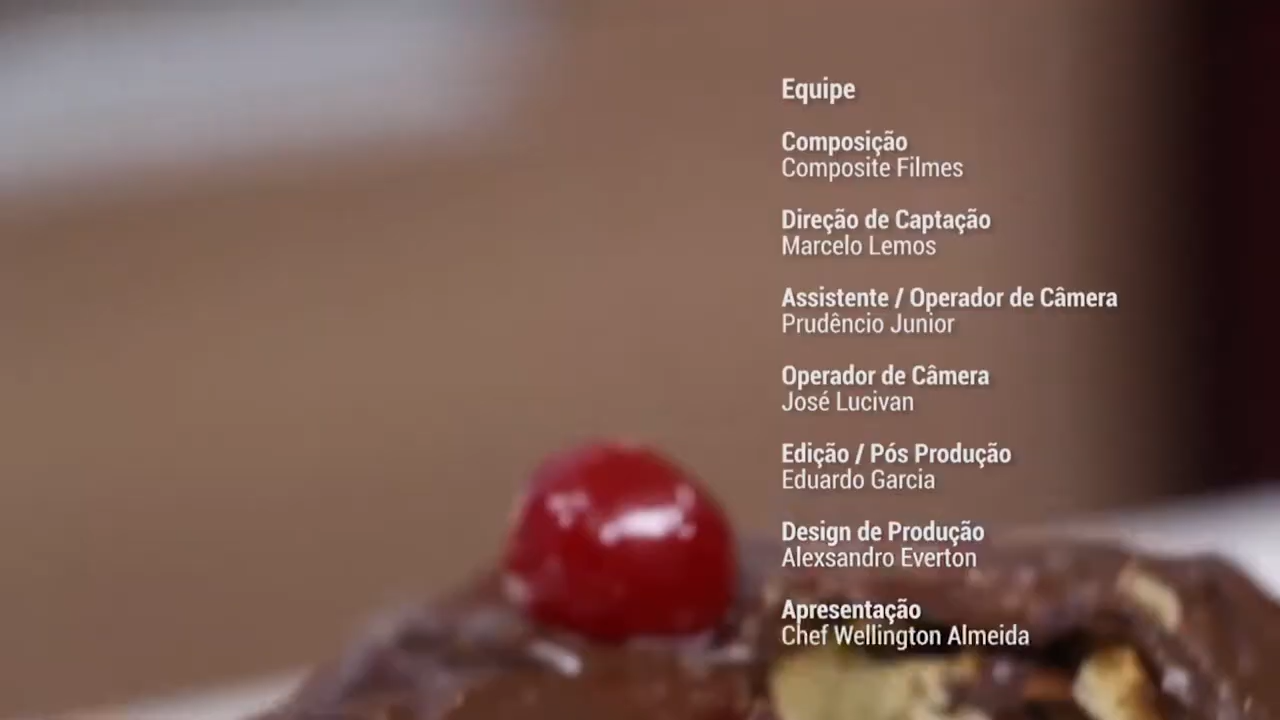 Equipe
Composição
Composite Filmes
Direção de Captação
Marcelo Lemos
Assistente / Operador de Câmera
Prudêncio Junior
Operador de Câmera
José Lucivan
Edição / Pós Produção
Eduardo Garcia
Design de Produção
Alexsandro Everton
Apresentação
Chef Wellington Almeida